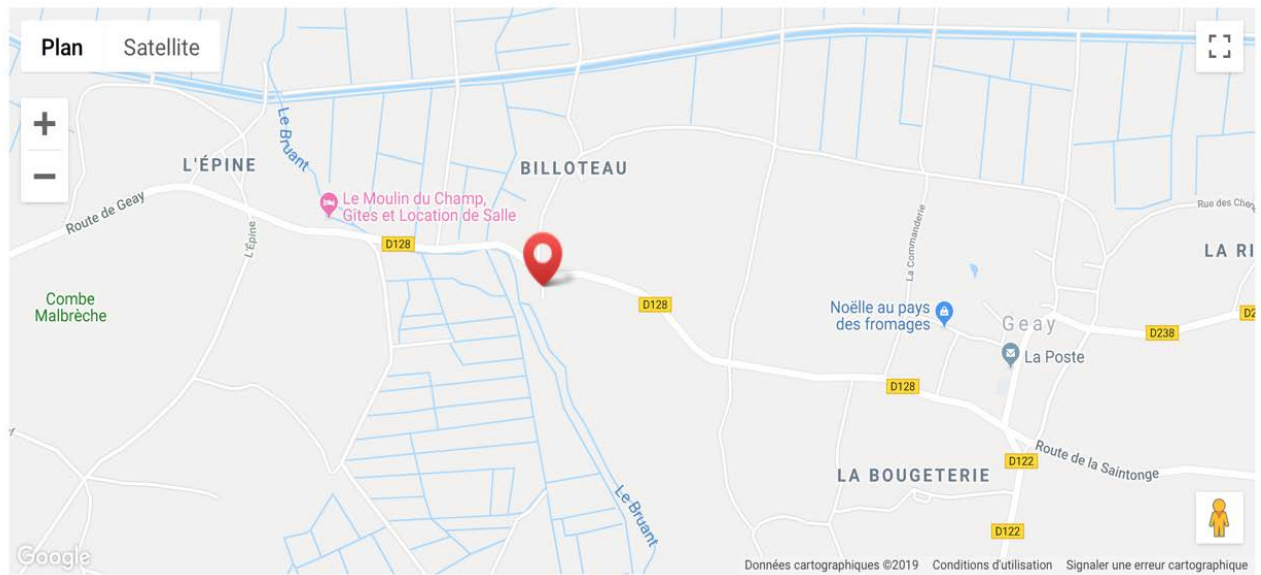 Plan Satellite
Le Bruant
L'ÉPINE
BILLOTEAU
Le Moulin du Champ,
Gîtes et Location de Salle
Route de Geay
L'Épine
Rue des Chen
D128
La Commanderie
LA RI
Combe
Malbrèche
D128
Noëlle au pays
des fromages
Geay
D2
D238
La Poste
D128
Route de la Saintonge
D122
LA BOUGETERIE
Le Bruant
D122
Google
Données cartographiques ©2019 Conditions d'utilisation Signaler une erreur cartographique